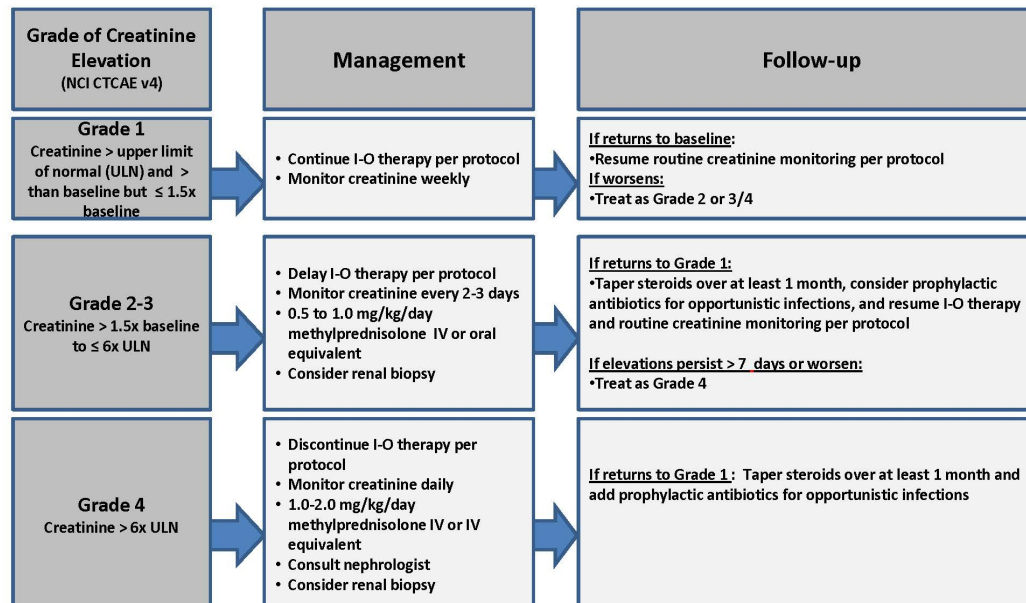 Grade of Creatinine
Elevation
(NCI CTCAE v4)
Management
Follow-up
Grade 1
Creatinine > upper limit
of normal (ULN) and >
than baseline but ≤ 1.5x
baseline
• Continue I-O therapy per protocol
• Monitor creatinine weekly
If returns to baseline:
•Resume routine creatinine monitoring per protocol
If worsens:
•Treat as Grade 2 or 3/4
Grade 2-3
Creatinine > 1.5x baseline
to ≤ 6x ULN
• Delay I-O therapy per protocol
• Monitor creatinine every 2-3 days
• 0.5 to 1.0 mg/kg/day
methylprednisolone IV or oral
equivalent
• Consider renal biopsy
If returns to Grade 1:
•Taper steroids over at least 1 month, consider prophylactic
antibiotics for opportunistic infections, and resume I-O therapy
and routine creatinine monitoring per protocol
If elevations persist > 7 days or worsen:
•Treat as Grade 4
Grade 4
Creatinine > 6x ULN
• Discontinue I-O therapy per
protocol
• Monitor creatinine daily
• 1.0-2.0 mg/kg/day
methylprednisolone IV or IV
equivalent
• Consult nephrologist
• Consider renal biopsy
If returns to Grade 1 : Taper steroids over at least 1 month and
add prophylactic antibiotics for opportunistic infections